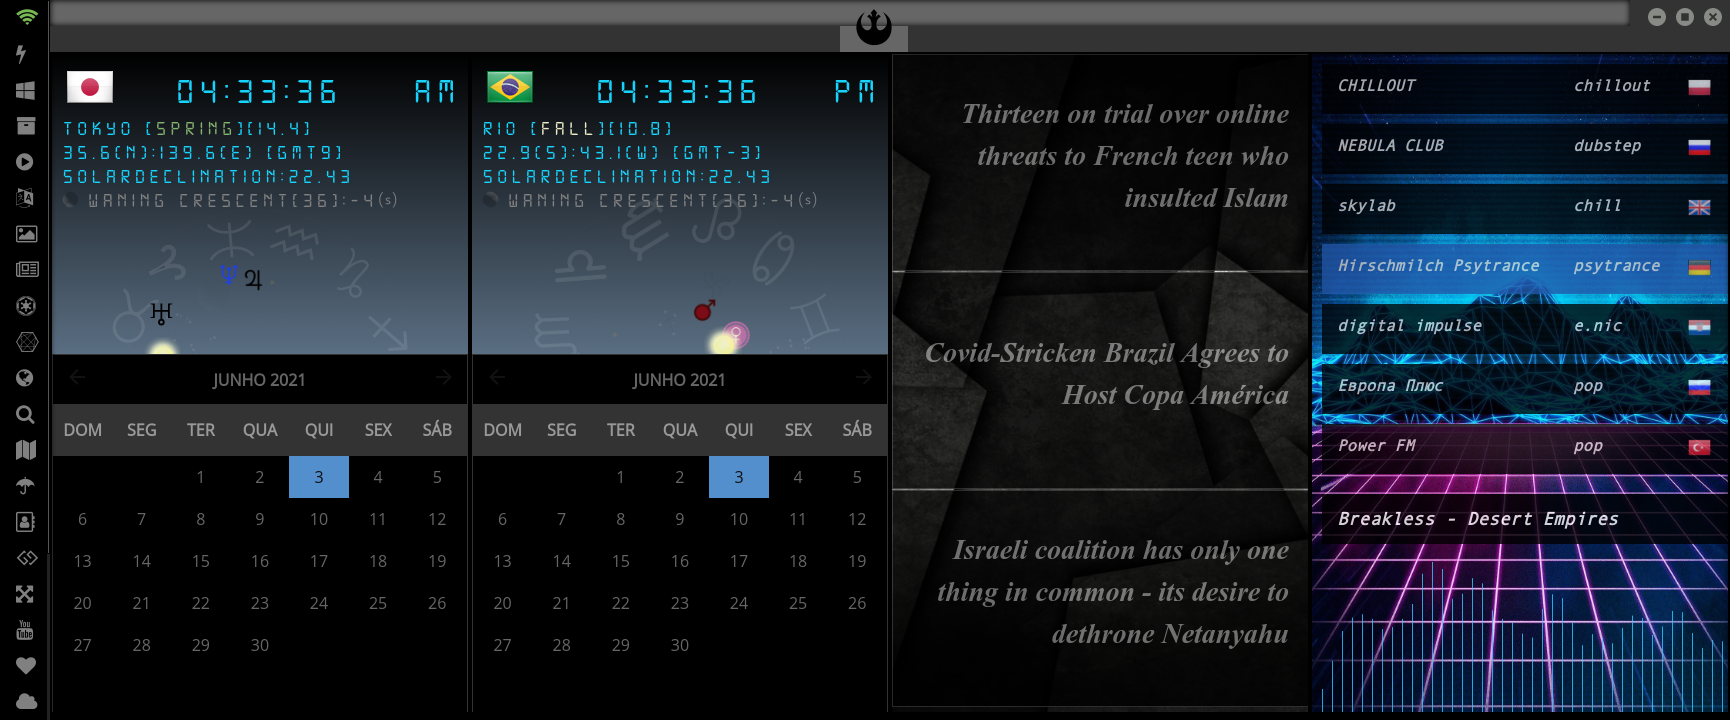 04:33:36 AM
TOKYO [SPRING][14.4]
35.6(N):139.6(E) [GMT9]
SOLARDECLINATION:22.43
WANING CRESCENT[36]:-4(s)
JUNHO 2021
DOM SEG TER QUA QUI SEX SÁB
1 2 3 4 5
6 7 8 9 10 11 12
13 14 15 16 17 18 19
20 21 22 23 24 25 26
27 28 29 30
04:33:36 PM
RIO [FALL][10.8]
22.9(S):43.1(W) [GMT-3]
SOLARDECLINATION:22.43
WANING CRESCENT[36]:-4(s)
JUNHO 2021
DOM SEG TER QUA QUI SEX SÁB
1 2 3 4 5
6 7 8 9 10 11 12
13 14 15 16 17 18 19
20 21 22 23 24 25 26
27 28 29 30
Thirteen on trial over online
threats to French teen who
insulted Islam
Covid-Stricken Brazil Agrees to
Host Copa América
Israeli coalition has only one
thing in common - its desire to
dethrone Netanyahu
CHILLOUT chillout
NEBULA CLUB dubstep
skylab chill
Hirschmilch Psytrance psytrance
digital impulse e.nic
Европа Плюс pop
Power FM pop
Breakless - Desert Empires
You
Tube